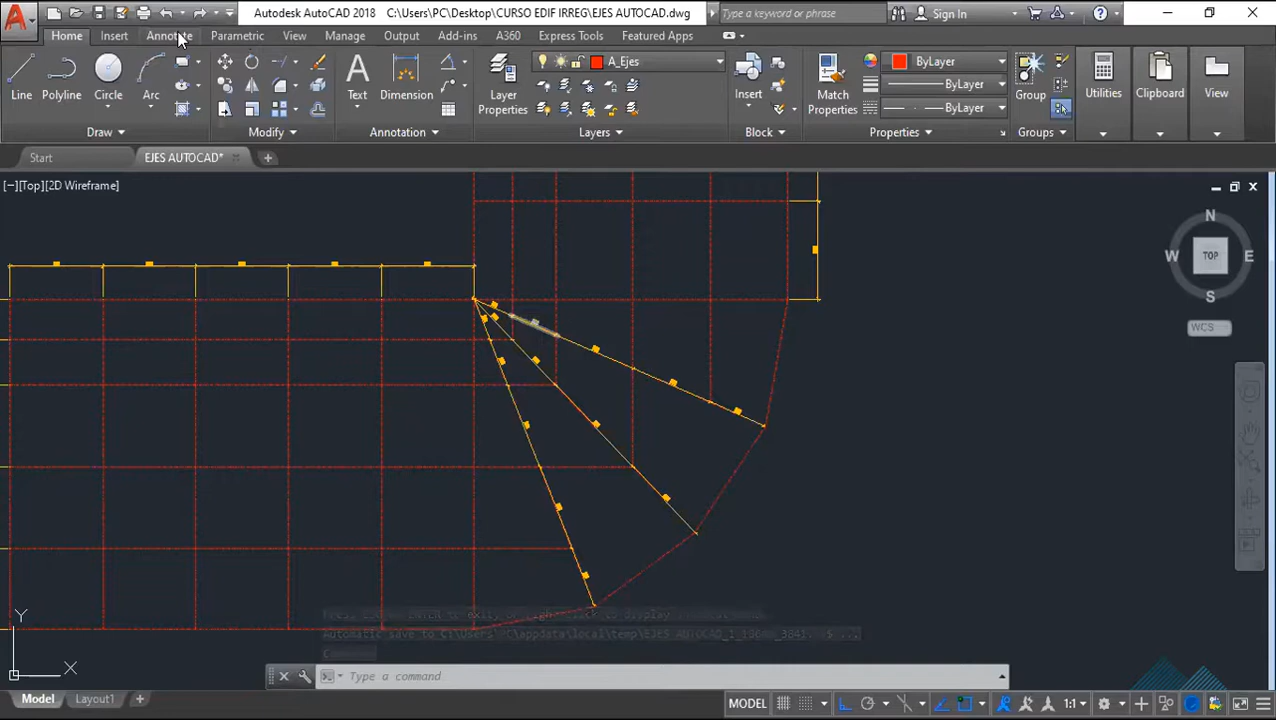 Autodesk AutoCAD 2018 C:\Users\PC\Desktop\CURSO EDIF IRREG\EJES AUTOCAD.dwg
Type a keyword or phrase
Sign In
Home Insert Annotate Parametric View Manage Output Add-ins A360 Express Tools Featured Apps
Line Polyline Circle Arc
Text Dimension
Layer Properties
A_Ejes
Insert
Match Properties
ByLayer
ByLayer
ByLayer
Group
Utilities
Clipboard
View
Draw Modify Annotation Layers Block Properties Groups
Start EJES AUTOCAD*
[−][Top][2D Wireframe]
N
W TOP E
S
WCS
Y
X
Command:
Type a command
Model Layout1
MODEL 1:1